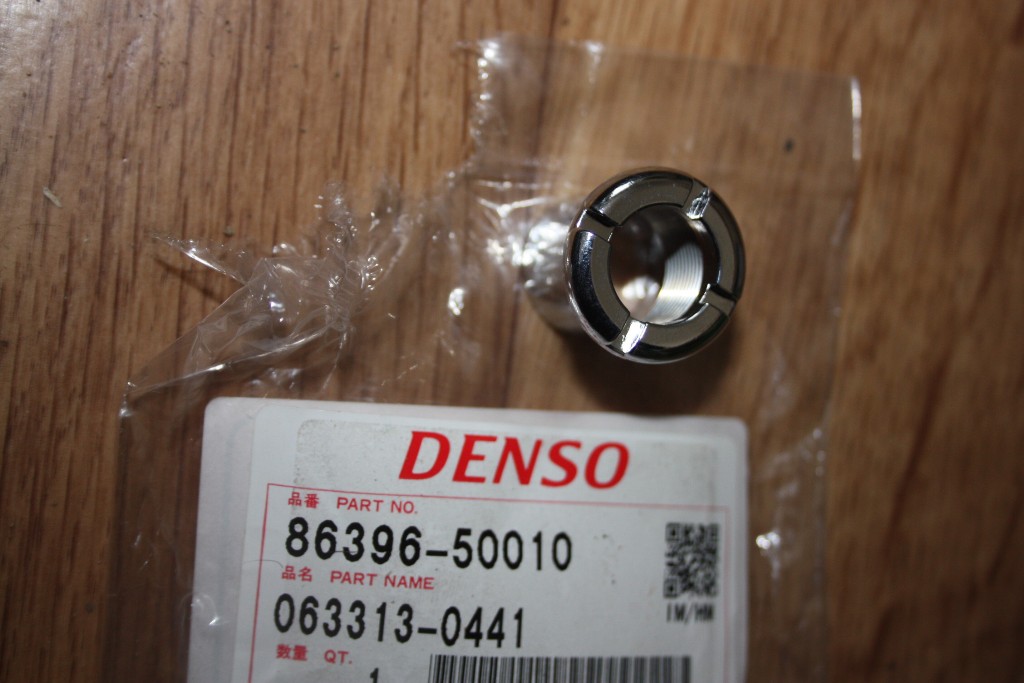 DENSO
品番 PART NO.
86396-50010
品名 PART NAME
063313-0441
IM/HM
数量 QT.
1